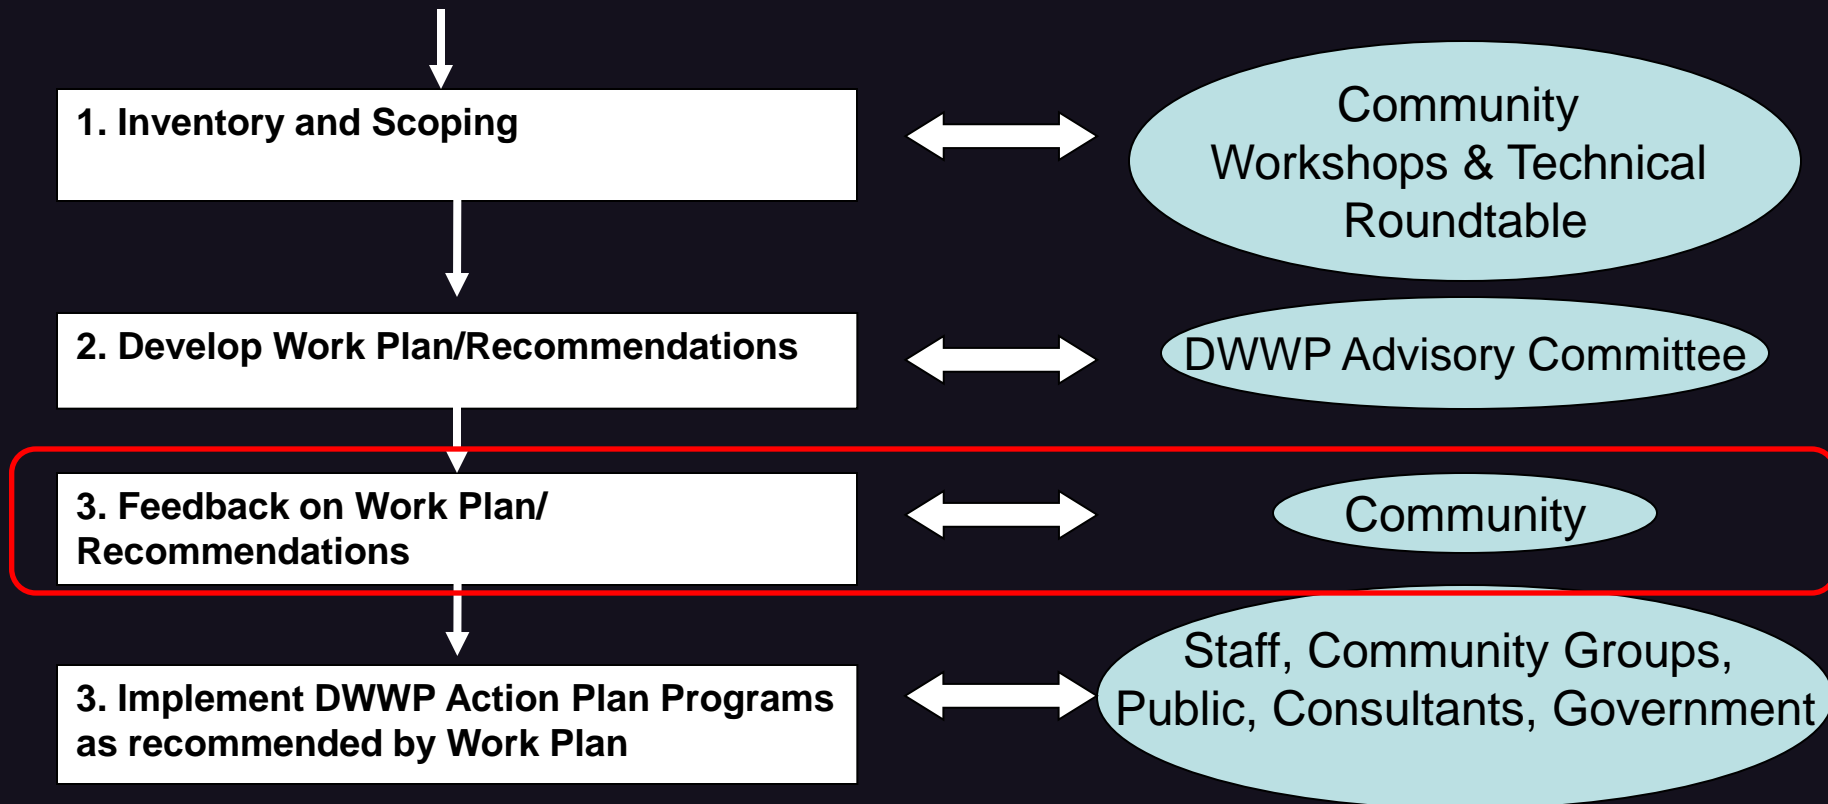 1. Inventory and Scoping
Community
Workshops & Technical
Roundtable
2. Develop Work Plan/Recommendations
DWWP Advisory Committee
3. Feedback on Work Plan/
Recommendations
Community
3. Implement DWWP Action Plan Programs
as recommended by Work Plan
Staff, Community Groups,
Public, Consultants, Government